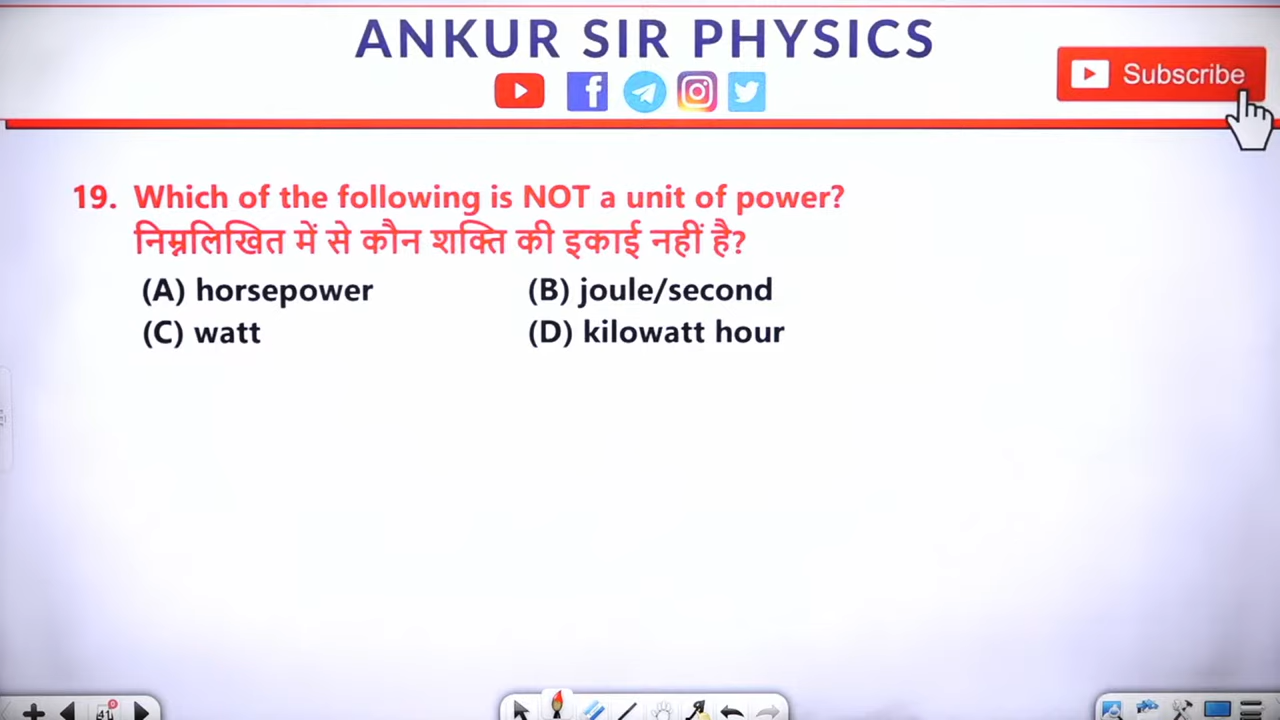 ANKUR SIR PHYSICS
Subscribe
19. Which of the following is NOT a unit of power?
निम्नलिखित में से कौन शक्ति की इकाई नहीं है?
(A) horsepower (B) joule/second
(C) watt (D) kilowatt hour
41